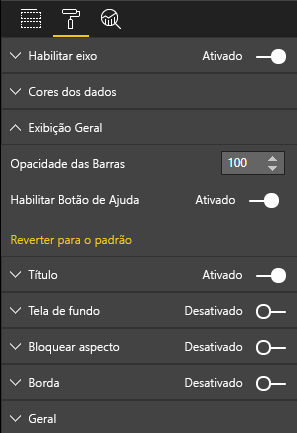 Habilitar eixo Ativado
Cores dos dados
Exibição Geral
Opacidade das Barras 100
Habilitar Botão de Ajuda Ativado
Reverter para o padrão
Título Ativado
Tela de fundo Desativado
Bloquear aspecto Desativado
Borda Desativado
Geral